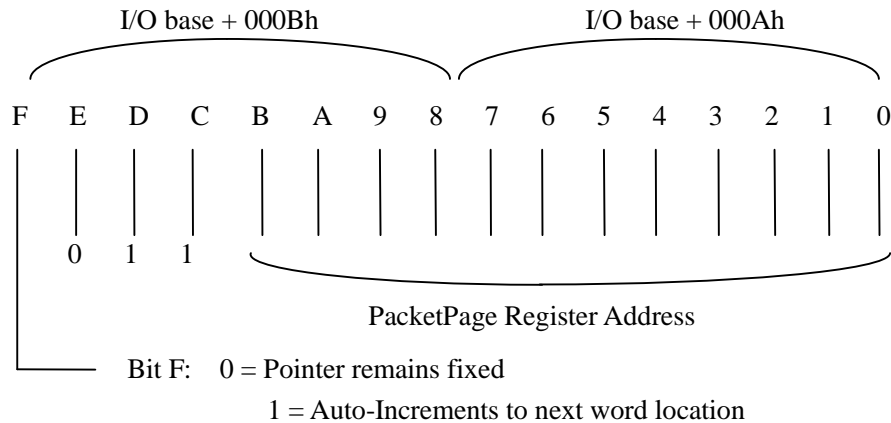 I/O base + 000Bh I/O base + 000Ah
F E D C B A 9 8 7 6 5 4 3 2 1 0
0 1 1
PacketPage Register Address
Bit F: 0 = Pointer remains fixed
1 = Auto-Increments to next word location